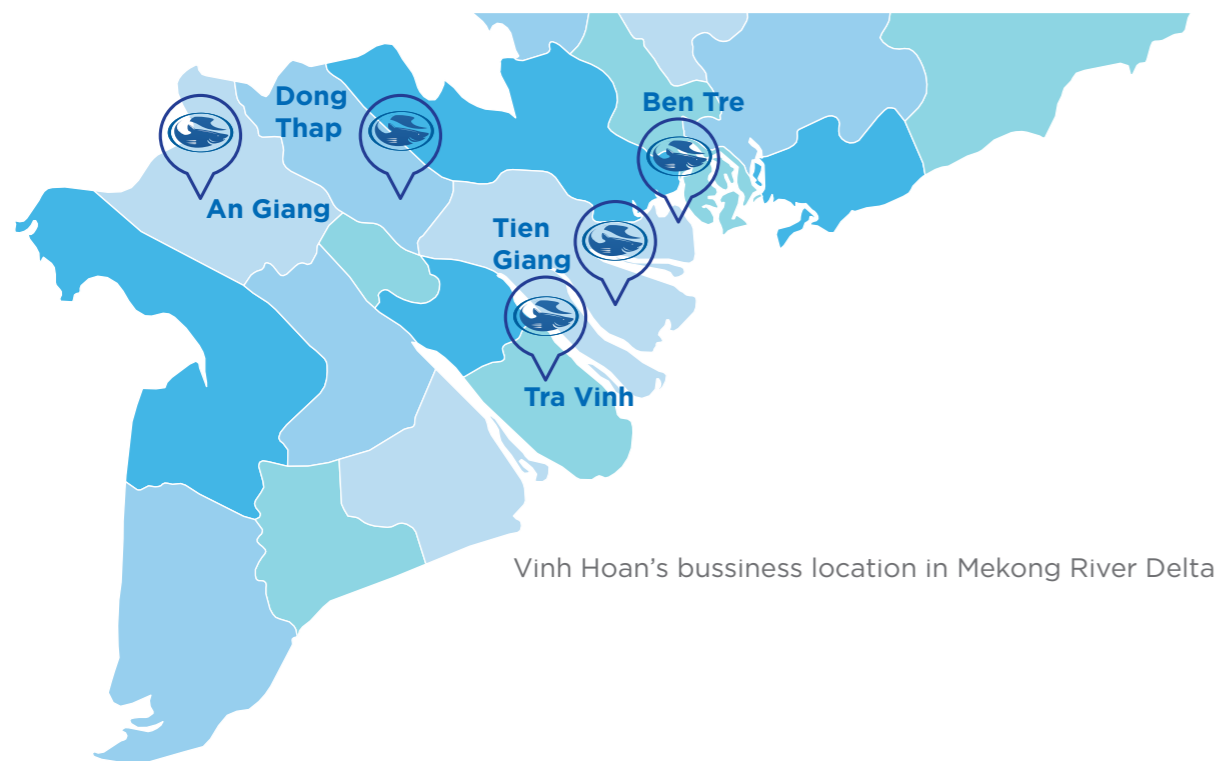 Dong
Thap
Ben Tre
An Giang
Tien
Giang
Tra Vinh
Vinh Hoan's bussiness location in Mekong River Delta